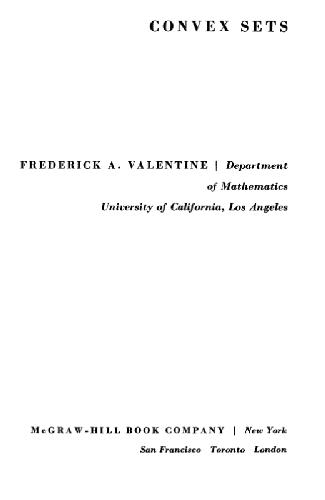 CONVEX SETS
FREDERICK A. VALENTINE | Department
of Mathematics
University of California, Los Angeles
McGRAW-HILL BOOK COMPANY | New York
San Francisco Toronto London